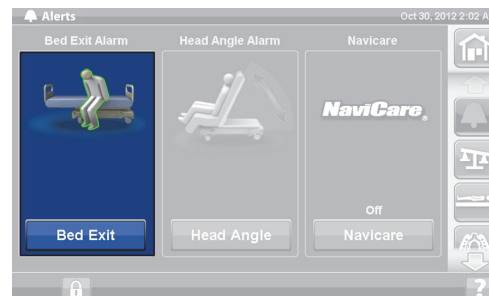 Alerts
Oct 30, 2012 2:02 A
Bed Exit Alarm
Head Angle Alarm
Navicare
NaviCare®
Off
Bed Exit
Head Angle
Navicare
?